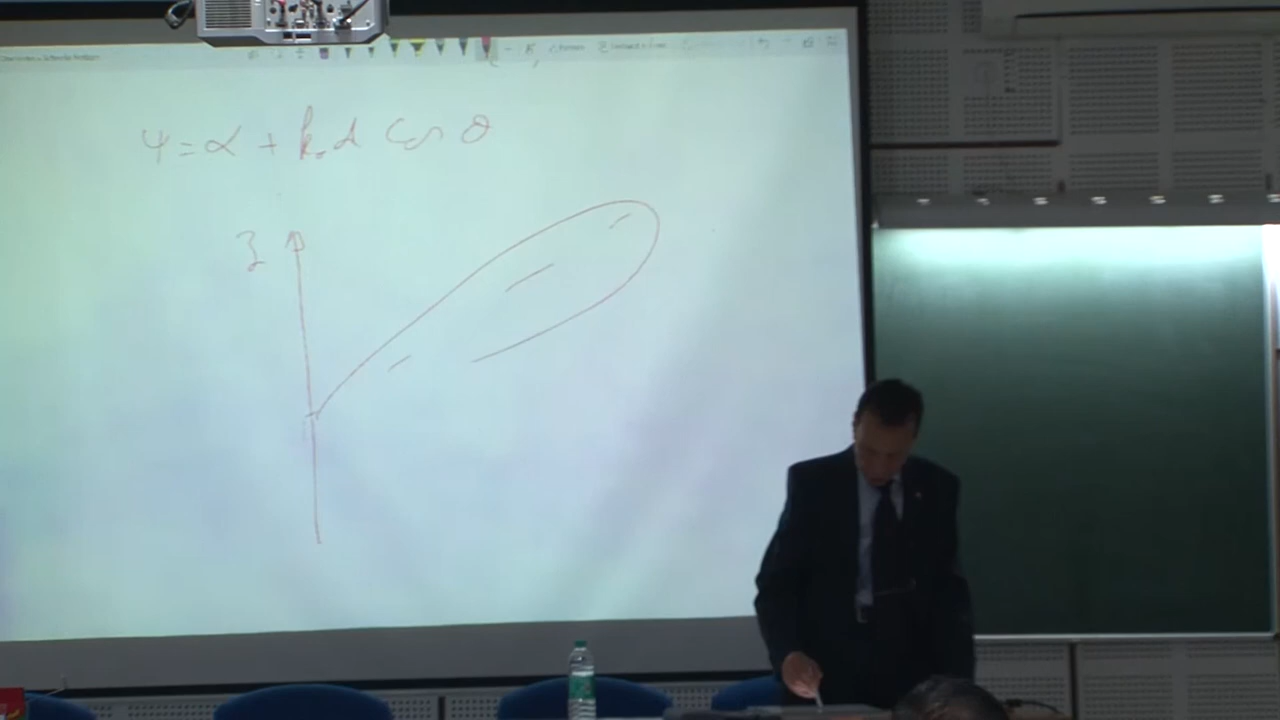 ψ = α + k₀d Cos θ
z